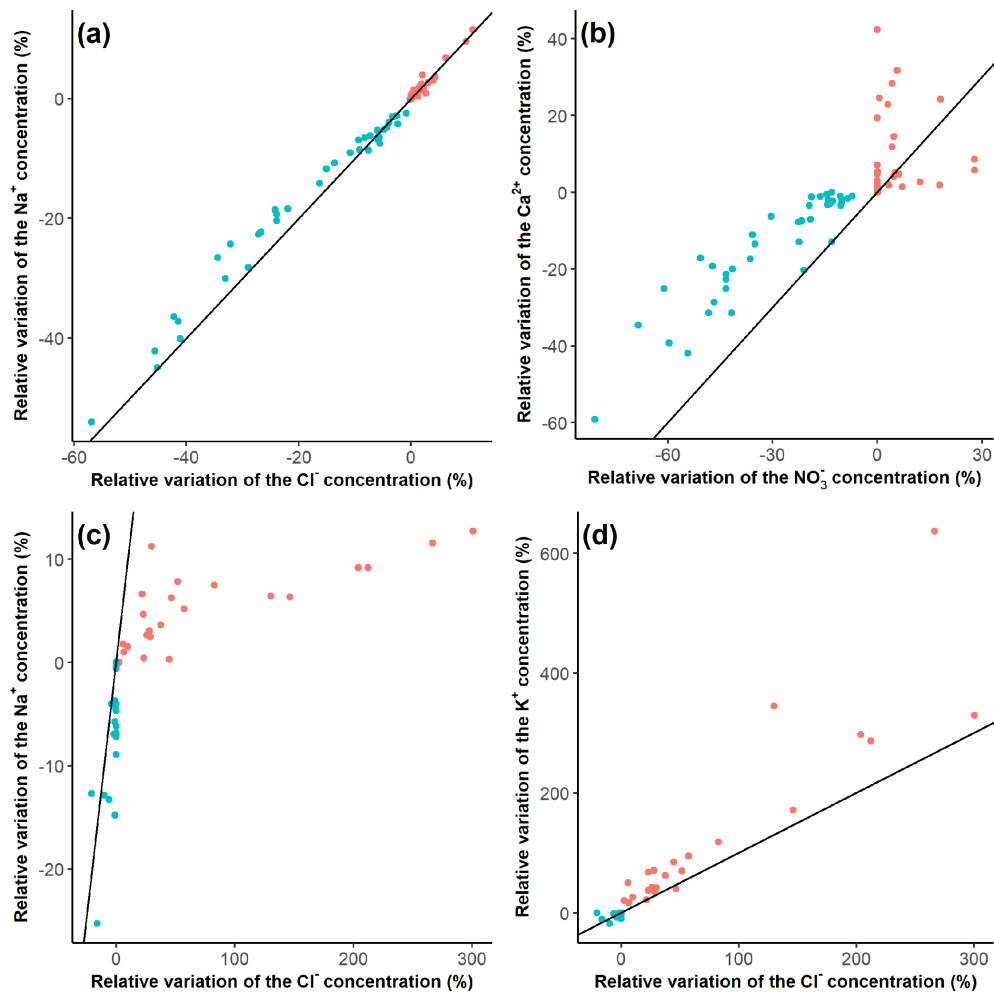 (a)
Relative variation of the Na⁺ concentration (%)
0
-20
-40
-60 -40 -20 0
Relative variation of the Cl⁻ concentration (%)
(b)
Relative variation of the Ca²⁺ concentration (%)
40
20
0
-20
-40
-60
-60 -30 0 30
Relative variation of the NO₃⁻ concentration (%)
(c)
Relative variation of the Na⁺ concentration (%)
10
0
-10
-20
0 100 200 300
Relative variation of the Cl⁻ concentration (%)
(d)
Relative variation of the K⁺ concentration (%)
600
400
200
0
0 100 200 300
Relative variation of the Cl⁻ concentration (%)